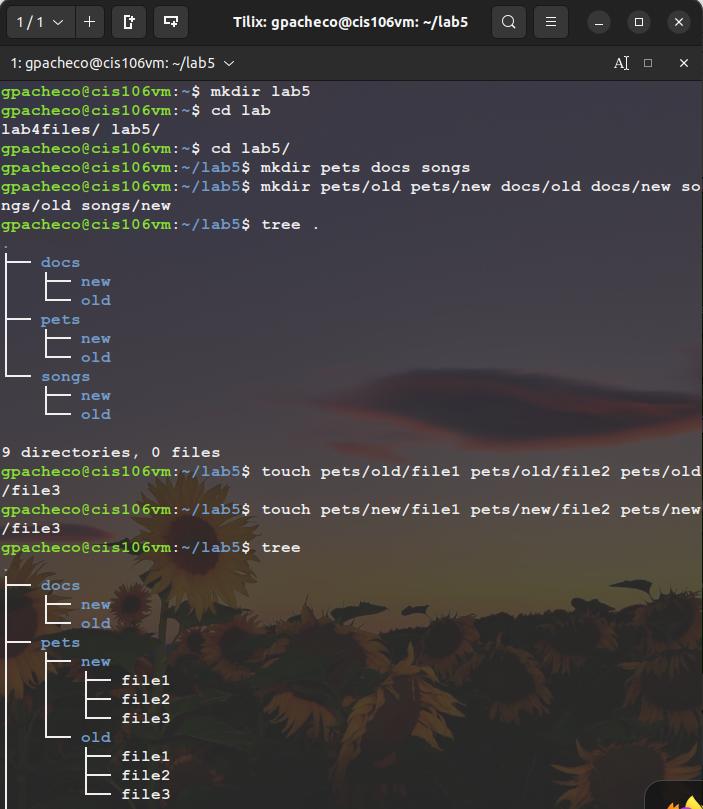 1 / 1
Tilix: gpacheco@cis106vm: ~/lab5
1: gpacheco@cis106vm: ~/lab5
gpacheco@cis106vm:~$ mkdir lab5
gpacheco@cis106vm:~$ cd lab
lab4files/ lab5/
gpacheco@cis106vm:~$ cd lab5/
gpacheco@cis106vm:~/lab5$ mkdir pets docs songs
gpacheco@cis106vm:~/lab5$ mkdir pets/old pets/new docs/old docs/new so
ngs/old songs/new
gpacheco@cis106vm:~/lab5$ tree .
.
├── docs
│   ├── new
│   └── old
├── pets
│   ├── new
│   └── old
└── songs
    ├── new
    └── old
9 directories, 0 files
gpacheco@cis106vm:~/lab5$ touch pets/old/file1 pets/old/file2 pets/old
/file3
gpacheco@cis106vm:~/lab5$ touch pets/new/file1 pets/new/file2 pets/new
/file3
gpacheco@cis106vm:~/lab5$ tree
.
├── docs
│   ├── new
│   └── old
├── pets
│   ├── new
│   │   ├── file1
│   │   ├── file2
│   │   └── file3
│   └── old
│       ├── file1
│       ├── file2
│       └── file3